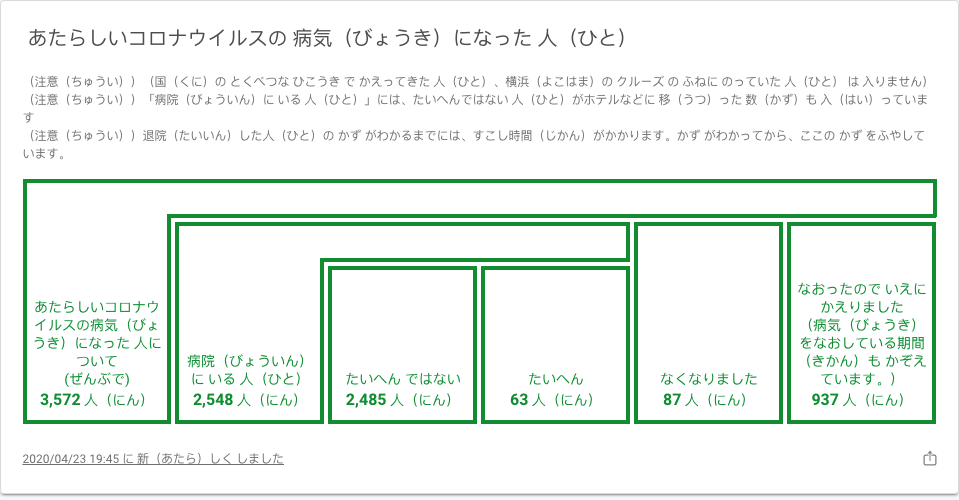 あたらしいコロナウイルスの 病気（びょうき）になった 人（ひと）
（注意（ちゅうい））（国（くに）の とくべつな ひこうき で かえってきた 人（ひと）、横浜（よこはま）の クルーズ の ふねに のっていた 人（ひと） は 入りません）
（注意（ちゅうい））「病院（びょういん）に いる 人（ひと）」には、たいへんではない 人（ひと）がホテルなどに 移（うつ）った 数（かず）も 入（はい）っていま
す
（注意（ちゅうい））退院（たいいん）した人（ひと）の かず がわかるまでには、すこし時間（じかん）がかかります。かず がわかってから、ここの かず をふやして
います。
あたらしいコロナウ
イルスの病気（びょ
うき）になった 人に
ついて
(ぜんぶで)
3,572 人（にん）
病院（びょういん）
に いる 人（ひと）
2,548 人（にん）
たいへん ではない
2,485 人（にん）
たいへん
63 人（にん）
なくなりました
87 人（にん）
なおったので いえに
かえりました
（病気（びょうき）
をなおしている期間
（きかん）も かぞえ
ています。）
937 人（にん）
2020/04/23 19:45 に 新（あたら）しく しました